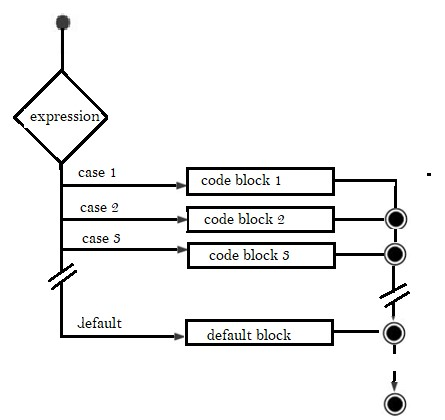 expression
case 1
code block 1
case 2
code block 2
case 3
code block 3
default
default block